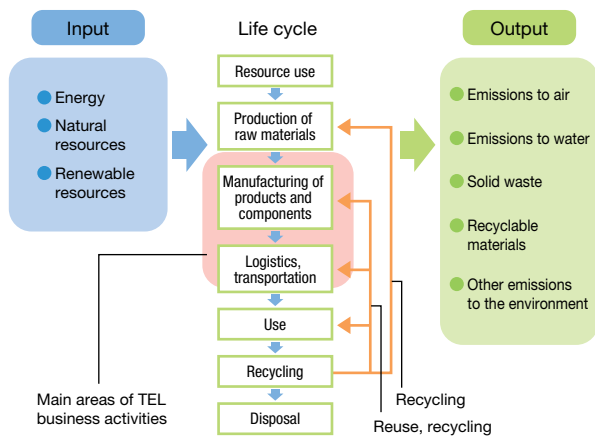 Input
Life cycle
Output
Energy
Natural
resources
Renewable
resources
Resource use
Production of
raw materials
Manufacturing of
products and
components
Logistics,
transportation
Use
Recycling
Disposal
Emissions to air
Emissions to water
Solid waste
Recyclable
materials
Other emissions
to the environment
Main areas of TEL
business activities
Recycling
Reuse, recycling